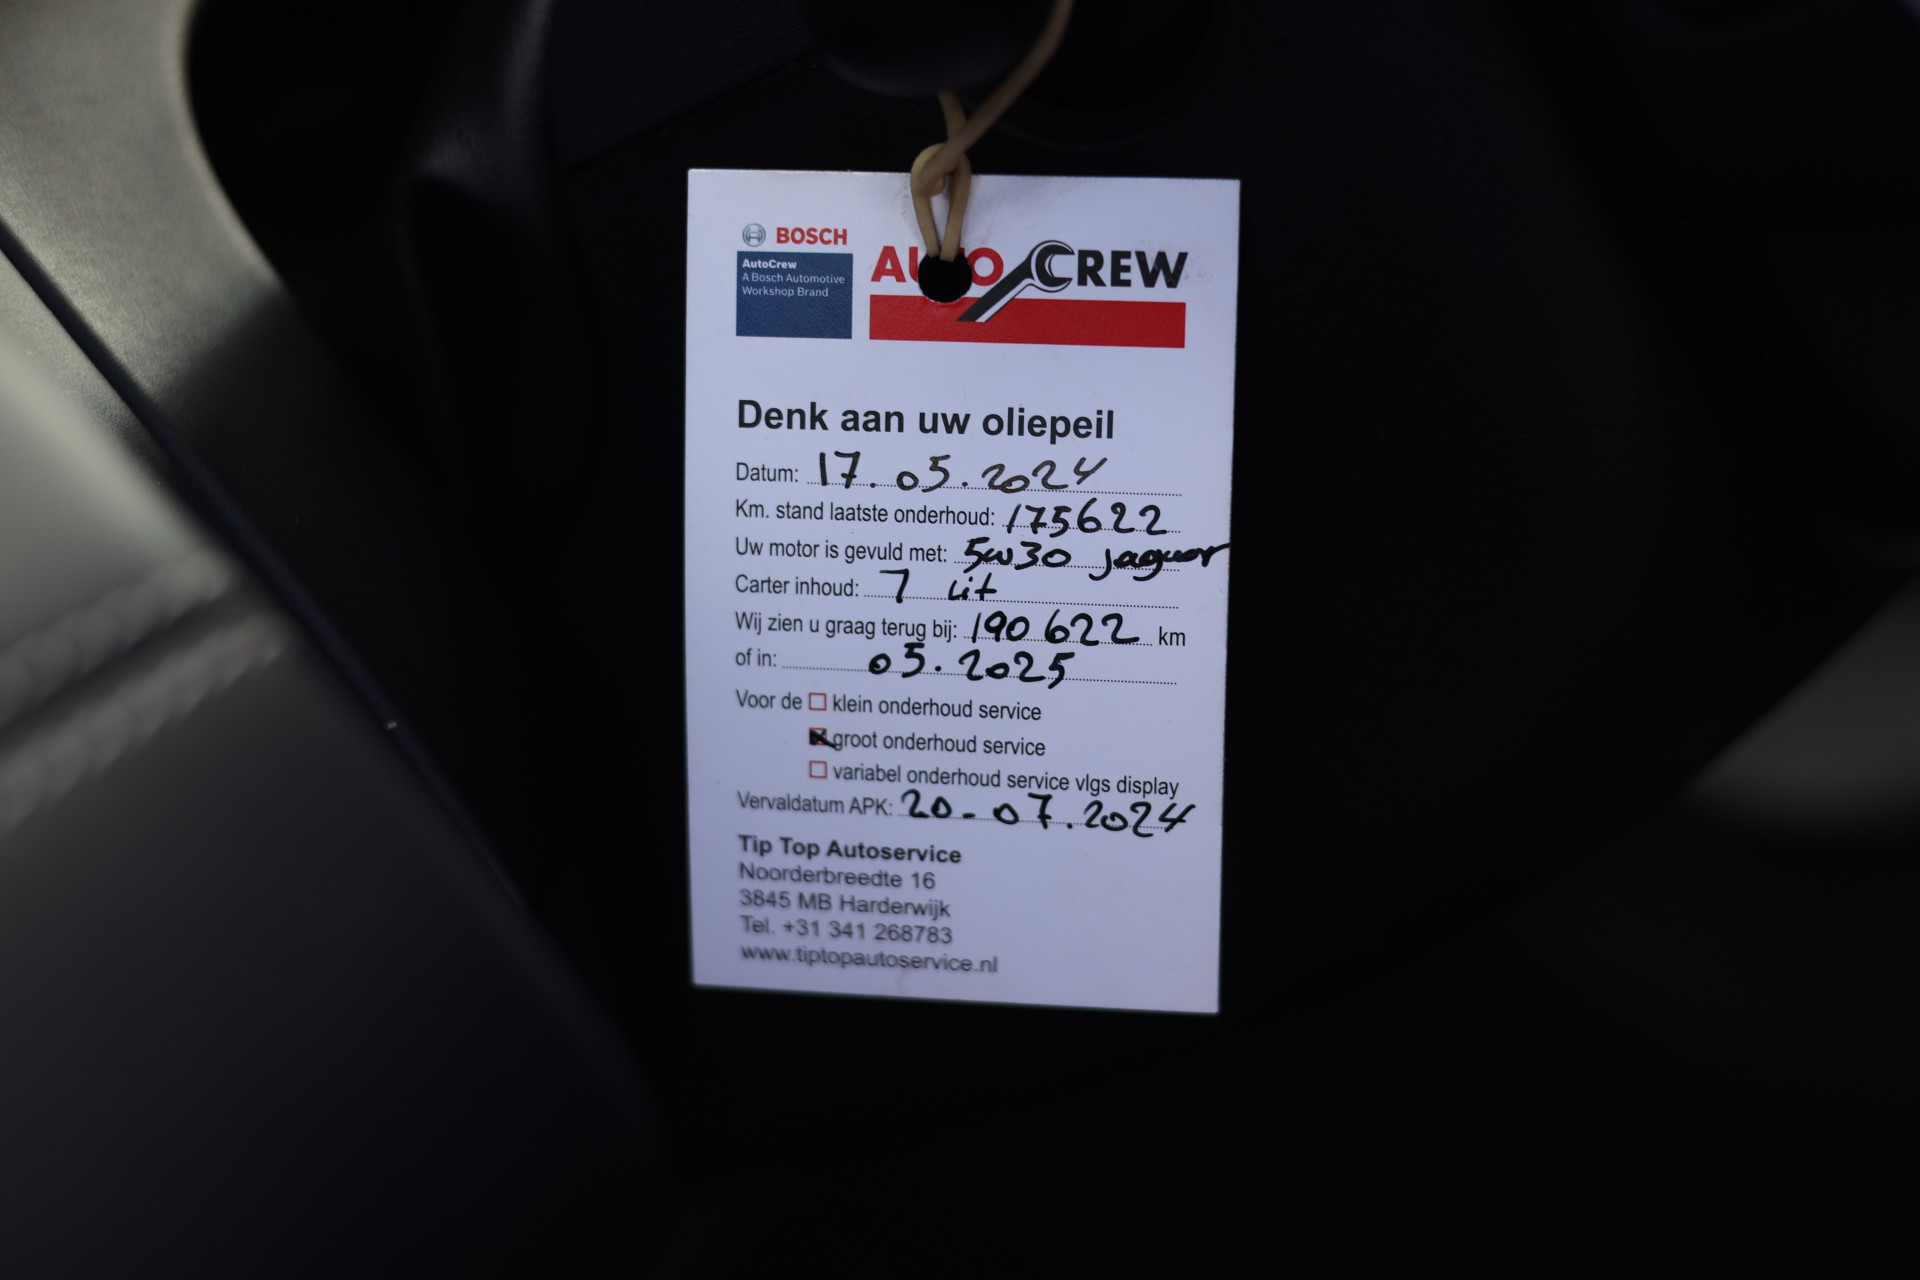 BOSCH
AutoCrew
A Bosch Automotive
Workshop Brand
AUTO CREW
Denk aan uw oliepeil
Datum: 17.05.2024
Km. stand laatste onderhoud: 175622
Uw motor is gevuld met: 5w30 jaguar
Carter inhoud: 7 Lit
Wij zien u graag terug bij: 190 622 km
of in: 05.2025
Voor de klein onderhoud service
groot onderhoud service
variabel onderhoud service vlgs display
Vervaldatum APK: 20-07.2024
Tip Top Autoservice
Noorderbreedte 16
3845 MB Harderwijk
Tel. +31 341 268783
www.tiptopautoservice.nl